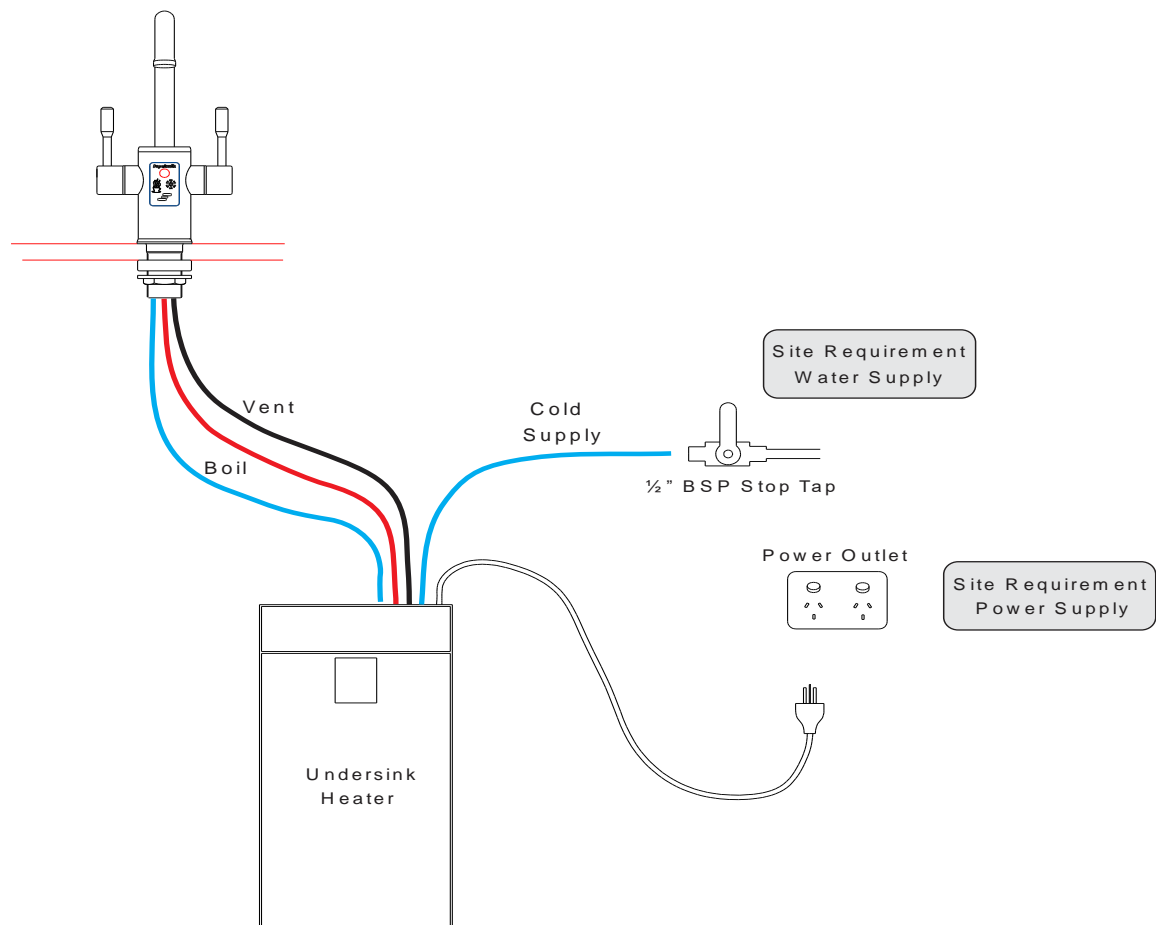 Vent
Boil
Cold
Supply
Site Requirement
Water Supply
½” BSP Stop Tap
Power Outlet
Site Requirement
Power Supply
Undersink
Heater